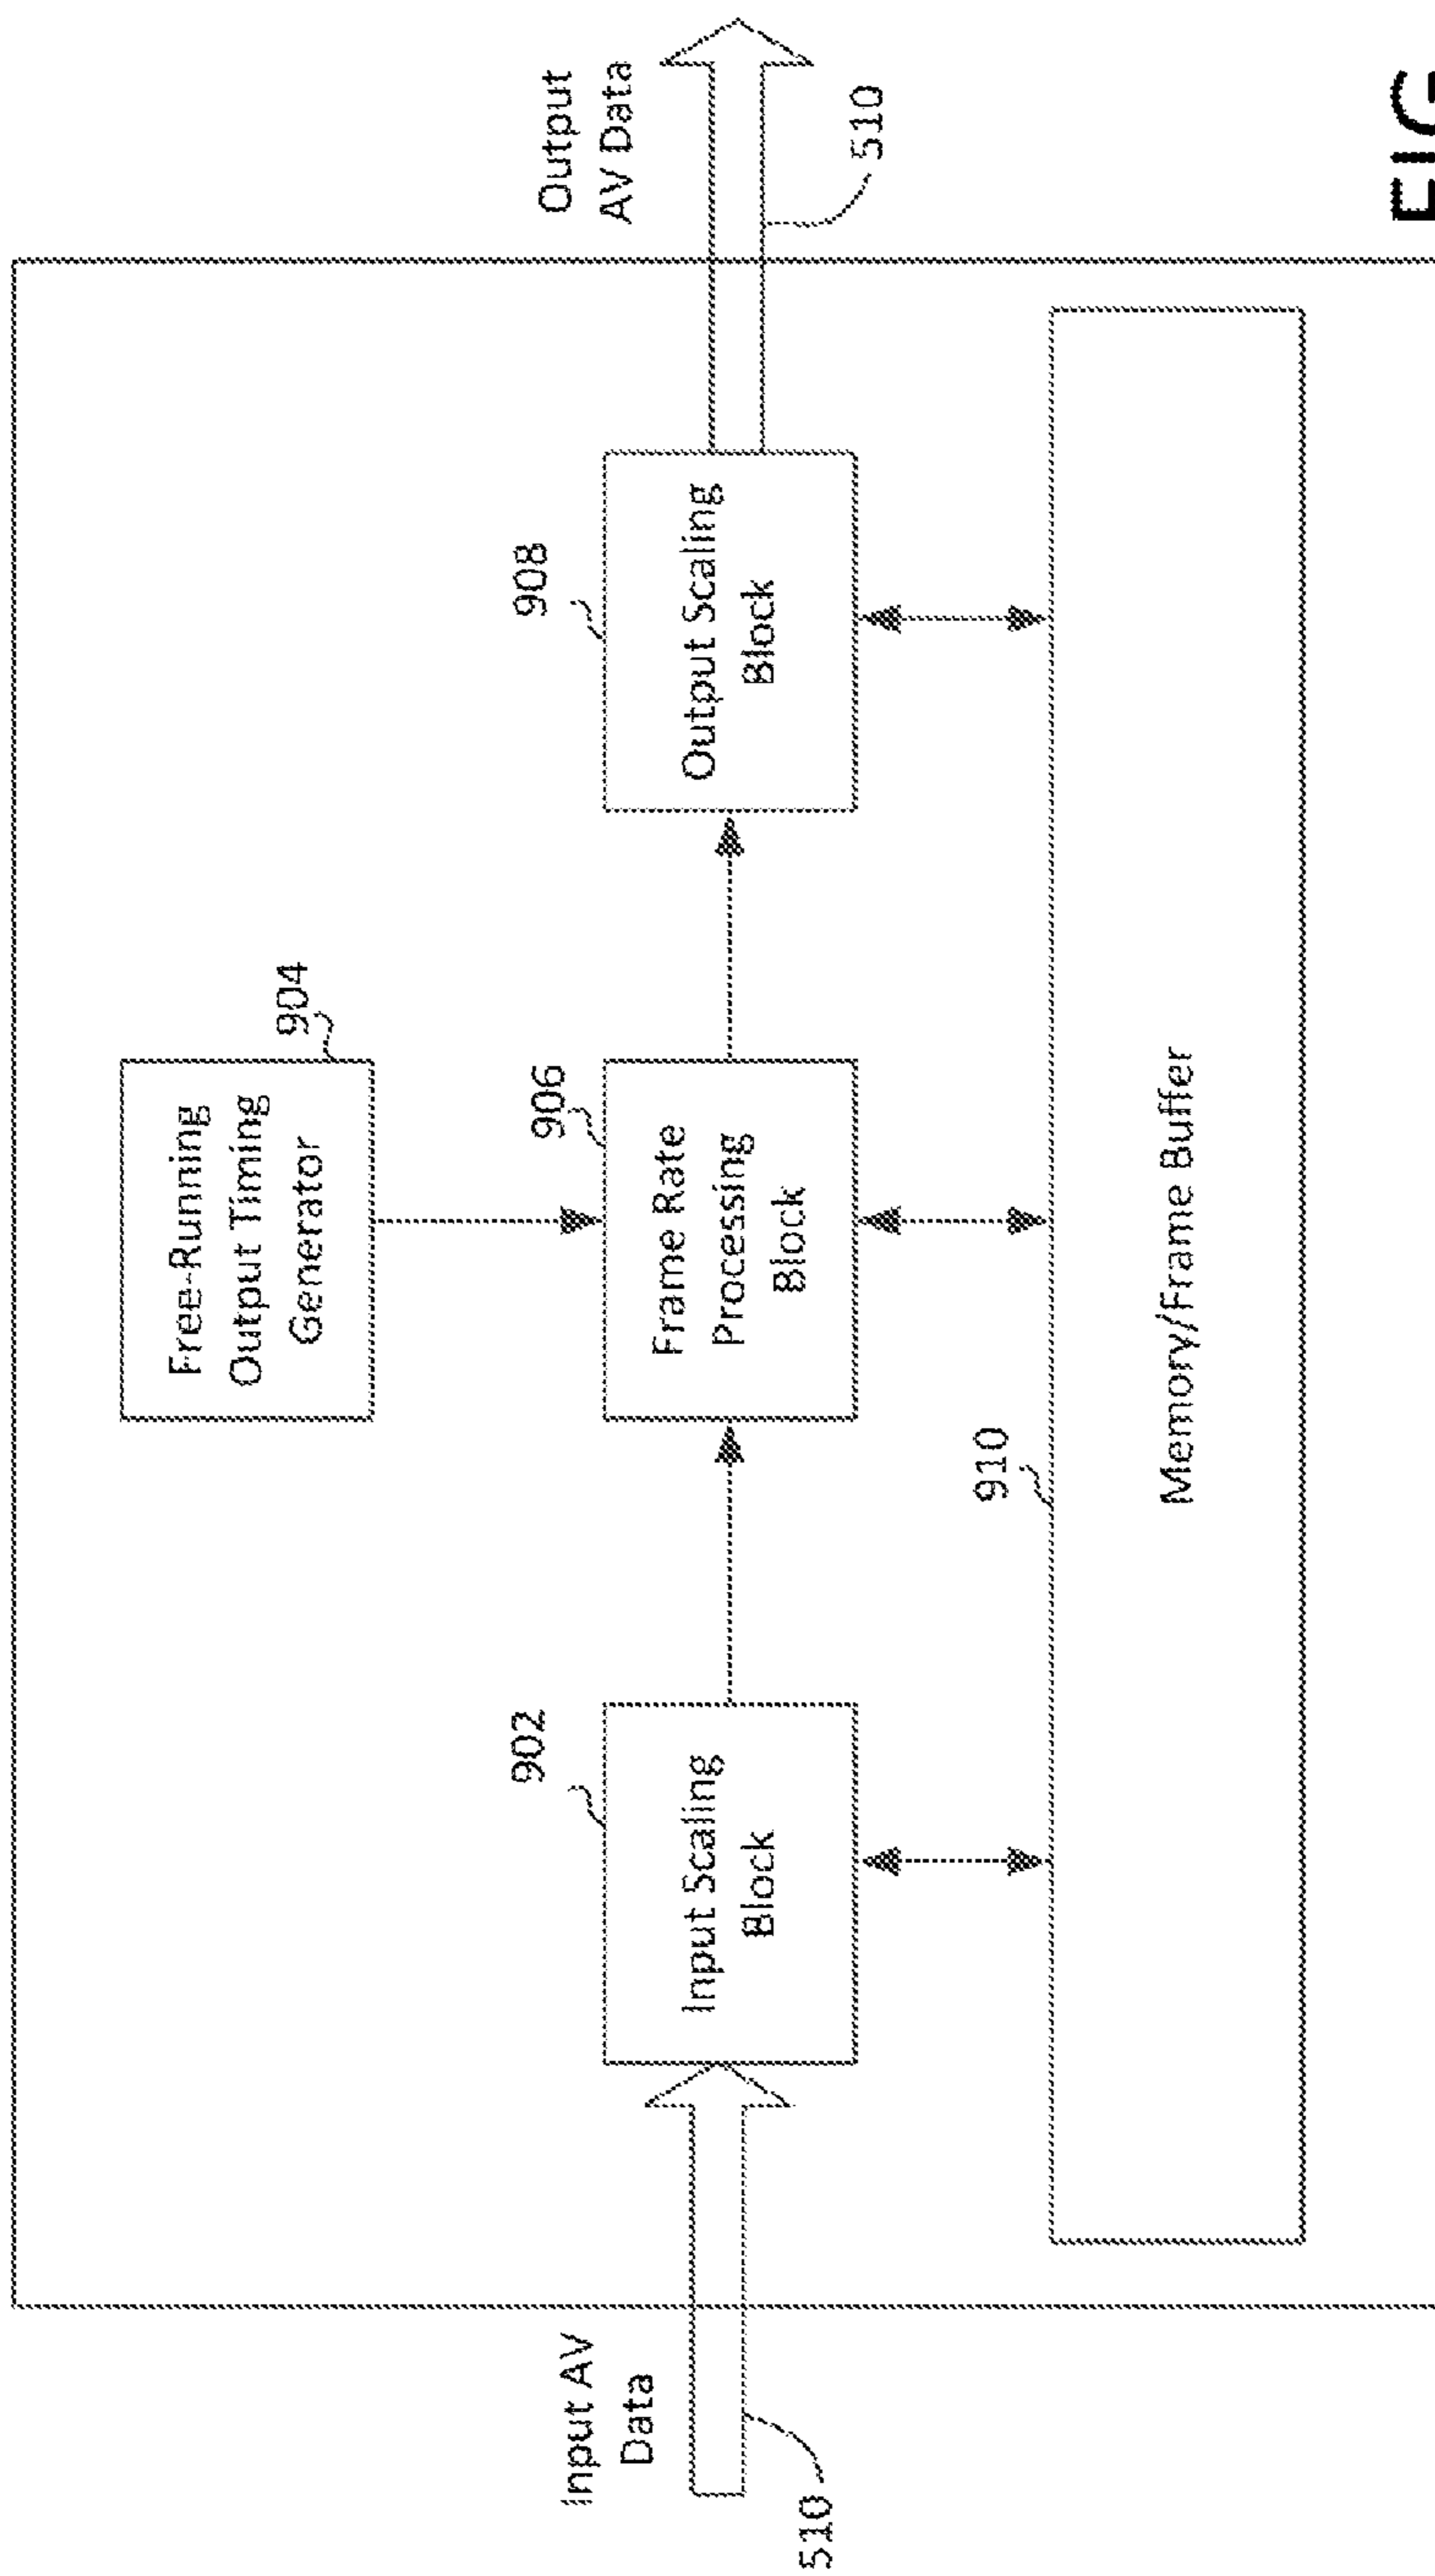 Free-Running
Output Timing
Generator
904
Input AV
Data
510
902
Input Scaling
Block
906
Frame Rate
Processing
Block
908
Output Scaling
Block
Output
AV Data
510
910
Memory/Frame Buffer
FIG